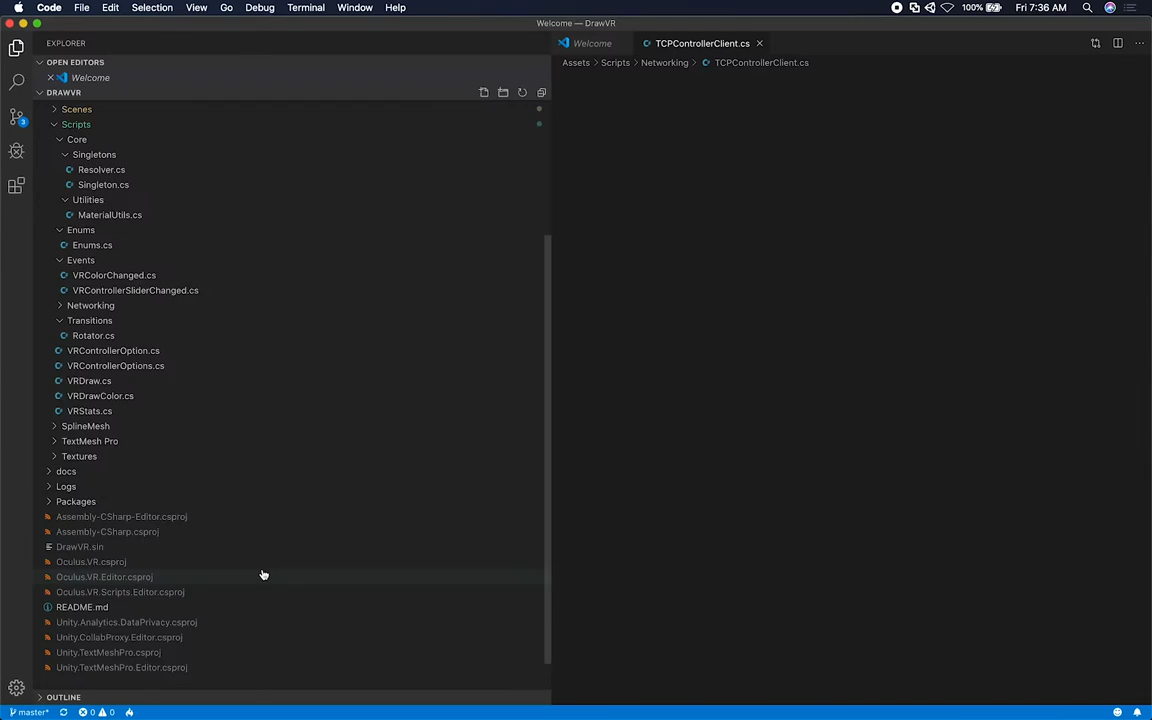 Code File Edit Selection View Go Debug Terminal Window Help 100% Fri 7:36 AM
Welcome — DrawVR
EXPLORER
Welcome TCPControllerClient.cs
OPEN EDITORS
Assets > Scripts > Networking > TCPControllerClient.cs
Welcome
DRAWVR
Scenes
Scripts
3
Core
Singletons
Resolver.cs
Singleton.cs
Utilities
MaterialUtils.cs
Enums
Enums.cs
Events
VRColorChanged.cs
VRControllerSliderChanged.cs
Networking
Transitions
Rotator.cs
VRControllerOption.cs
VRControllerOptions.cs
VRDraw.cs
VRDrawColor.cs
VRStats.cs
SplineMesh
TextMesh Pro
Textures
docs
Logs
Packages
Assembly-CSharp-Editor.csproj
Assembly-CSharp.csproj
DrawVR.sln
Oculus.VR.csproj
Oculus.VR.Editor.csproj
Oculus.VR.Scripts.Editor.csproj
README.md
Unity.Analytics.DataPrivacy.csproj
Unity.CollabProxy.Editor.csproj
Unity.TextMeshPro.csproj
Unity.TextMeshPro.Editor.csproj
OUTLINE
master* 0 0